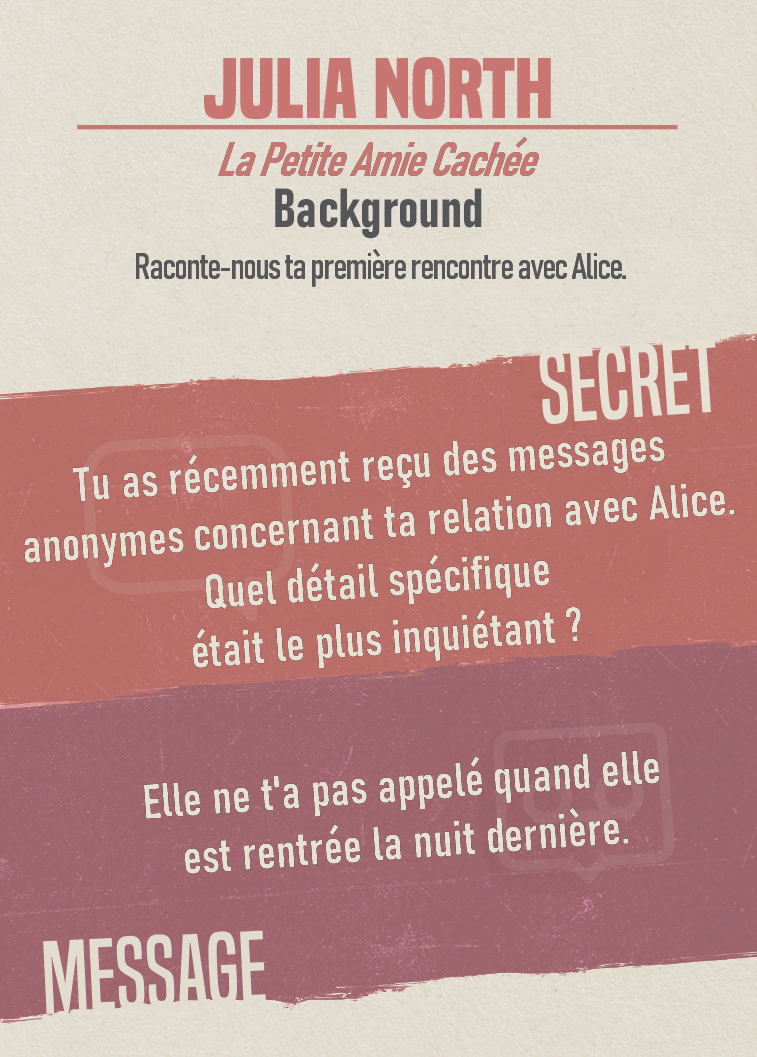 JULIA NORTH
La Petite Amie Cachée
Background
Raconte-nous ta première rencontre avec Alice.
SECRET
Tu as récemment reçu des messages
anonymes concernant ta relation avec Alice.
Quel détail spécifique
était le plus inquiétant ?
Elle ne t'a pas appelé quand elle
est rentrée la nuit dernière.
MESSAGE